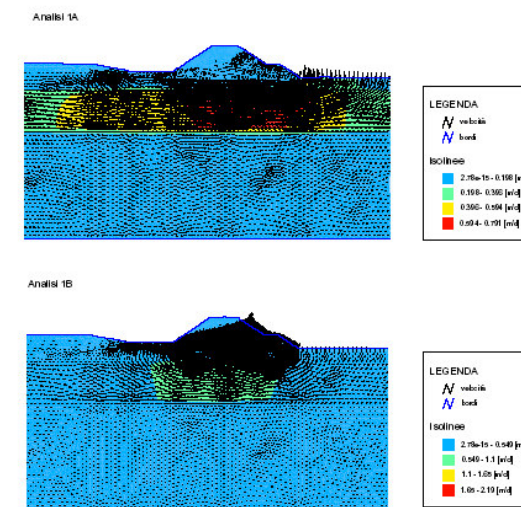 Analisi 1A
LEGENDA
velocità
bordi
Isolinee
2.78e-15 - 0.198 [m
0.198 - 0.396 [m/d]
0.396 - 0.594 [m/d]
0.594 - 0.791 [m/d]
Analisi 1B
LEGENDA
velocità
bordi
Isolinee
2.78e-15 - 0.549 [m
0.549 - 1.1 [m/d]
1.1 - 1.65 [m/d]
1.65 - 2.19 [m/d]